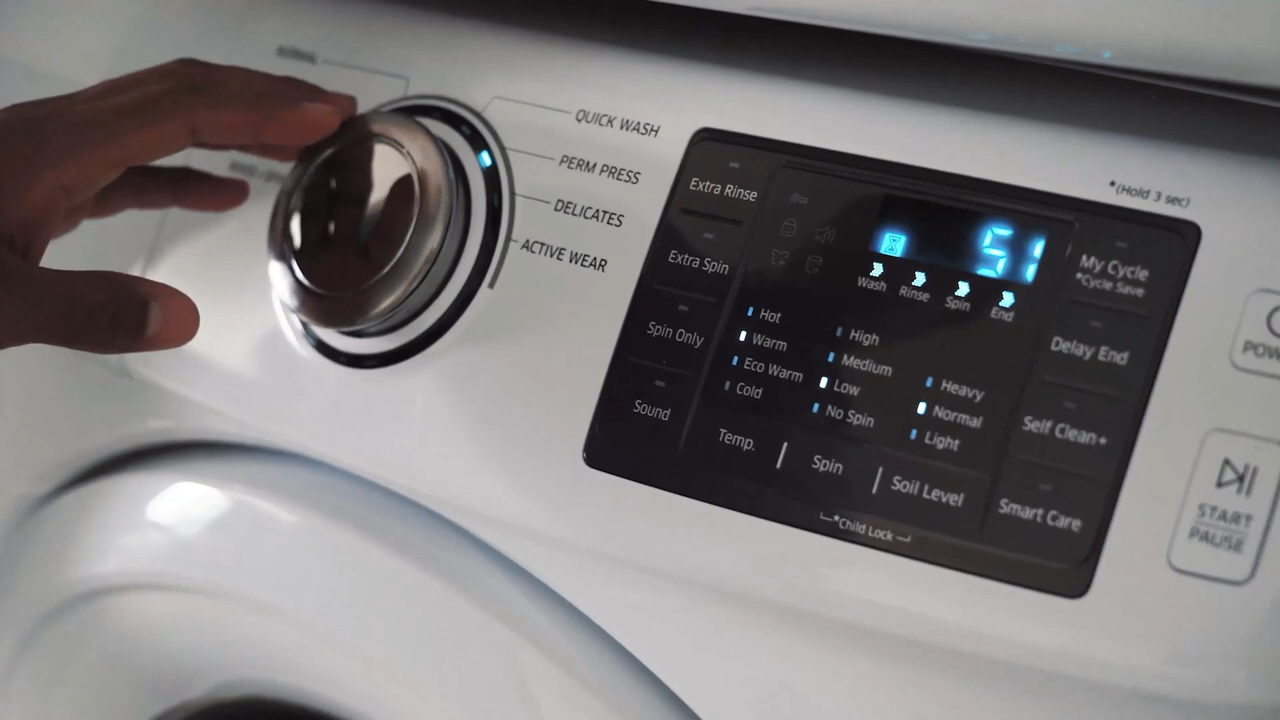 NORMAL
QUICK WASH
PERM PRESS
DELICATES
ACTIVE WEAR
*(Hold 3 sec)
Extra Rinse
Extra Spin
Spin Only
Sound
51
Wash
Rinse
Spin
End
Hot
Warm
Eco Warm
Cold
High
Medium
Low
No Spin
Heavy
Normal
Light
Temp.
Spin
Soil Level
*Child Lock
My Cycle
*Cycle Save
Delay End
Self Clean+
Smart Care
START
PAUSE